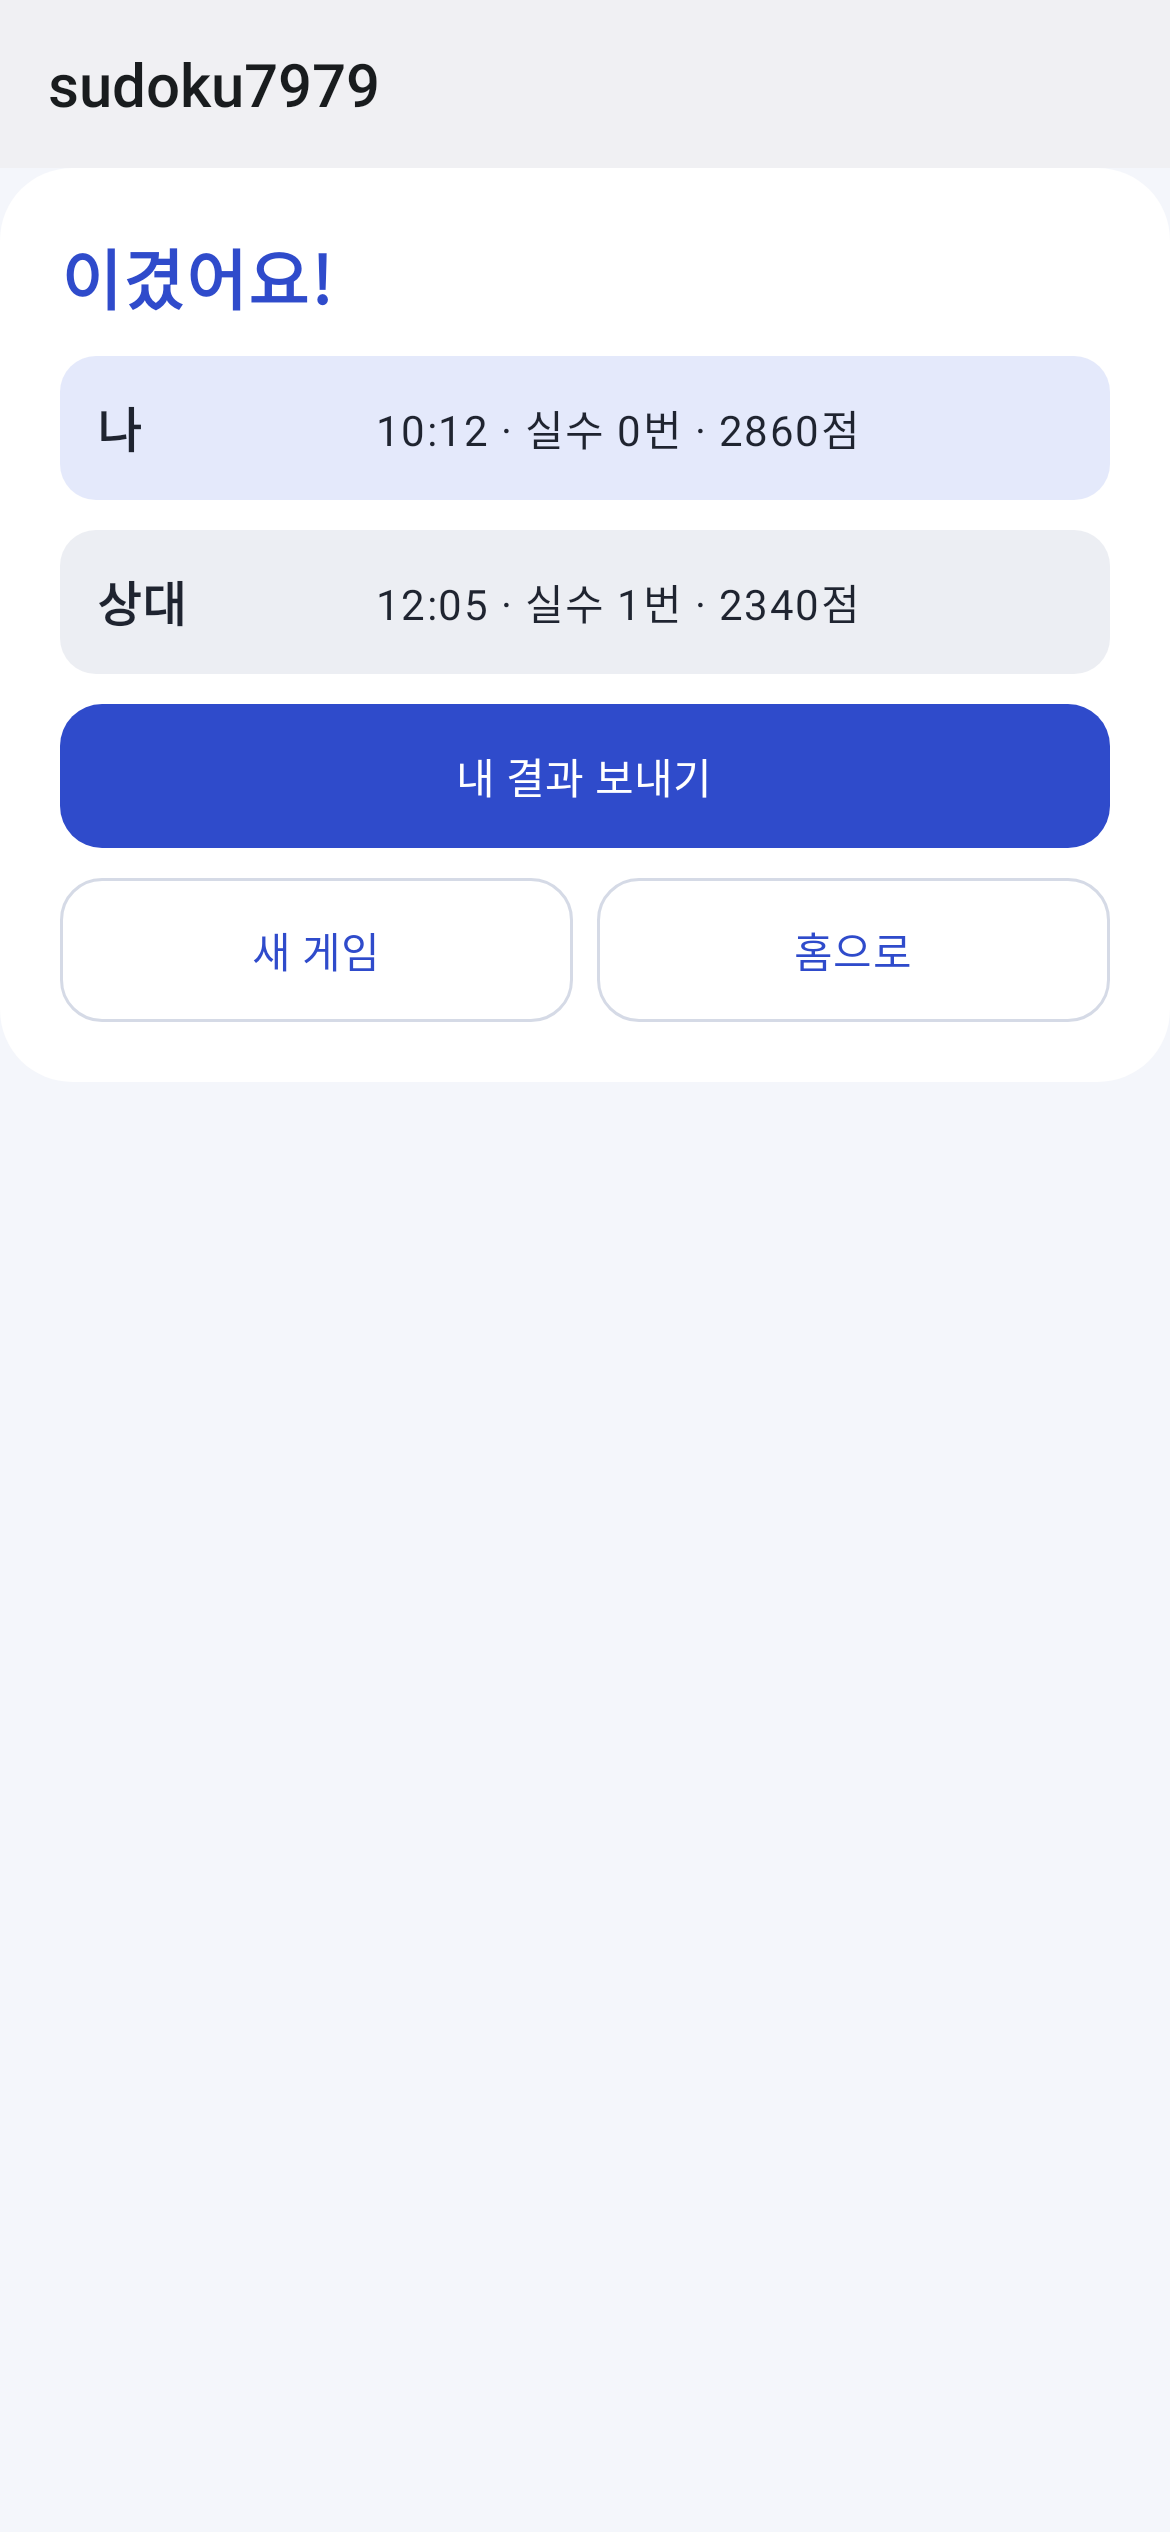 sudoku7979
이겼어요!
나 10:12 · 실수 0번 · 2860점
상대 12:05 · 실수 1번 · 2340점
내 결과 보내기
새 게임 홈으로